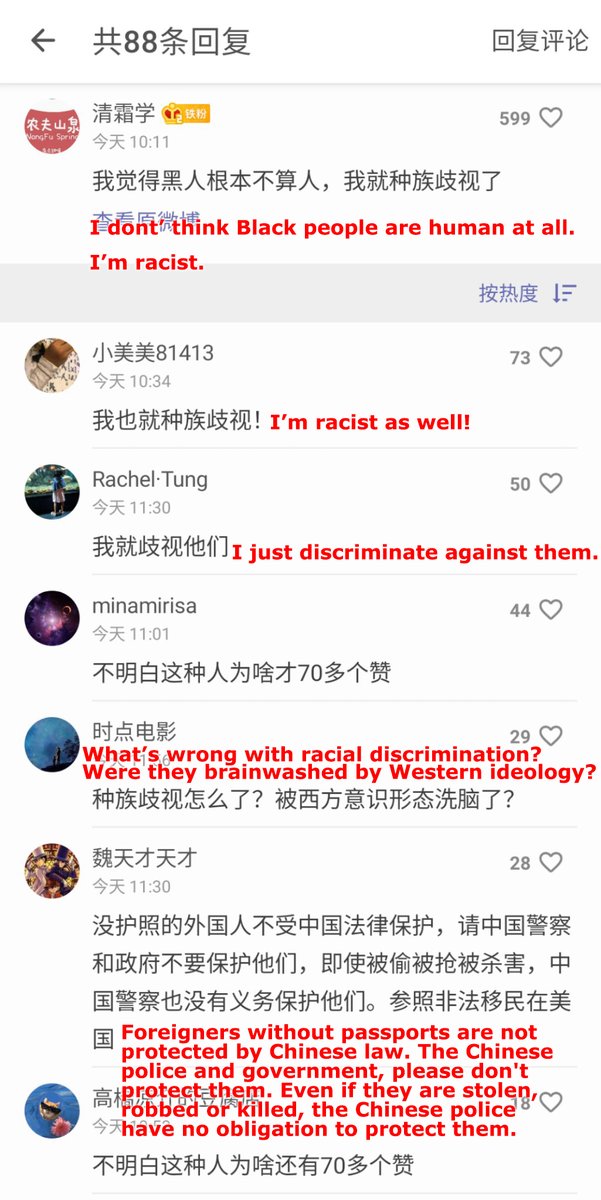 共88条回复 回复评论
农夫山泉
NongFu Spring
清霜学 铁粉 599
今天 10:11
我觉得黑人根本不算人，我就种族歧视了
查看原微博
I dont’ think Black people are human at all.
I’m racist.
按热度
小美美81413 73
今天 10:34
我也就种族歧视！ I’m racist as well!
Rachel·Tung 50
今天 11:30
我就歧视他们 I just discriminate against them.
minamirisa 44
今天 11:01
不明白这种人为啥才70多个赞
时点电影 29
What’s wrong with racial discrimination?
Were they brainwashed by Western ideology?
种族歧视怎么了？被西方意识形态洗脑了？
魏天才天才 28
今天 11:30
没护照的外国人不受中国法律保护，请中国警察
和政府不要保护他们，即使被偷被抢被杀害，中
国警察也没有义务保护他们。参照非法移民在美
国
Foreigners without passports are not
protected by Chinese law. The Chinese
police and government, please don't
protect them. Even if they are stolen,
robbed or killed, the Chinese police
have no obligation to protect them.
18
今天
不明白这种人为啥还有70多个赞